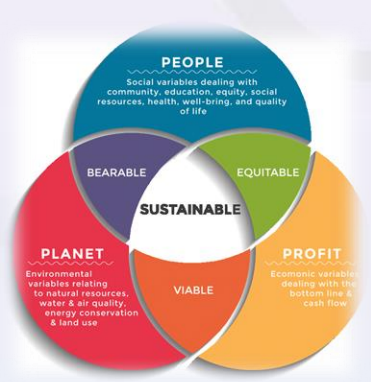 PEOPLE
Social variables dealing with
community, education, equity, social
resources, health, well-bring, and quality
of life
BEARABLE
EQUITABLE
SUSTAINABLE
PLANET
Environmental
variables relating
to natural resources,
water & air quality,
energy conservation
& land use
PROFIT
Ecomonic variables
dealing with the
bottom line &
cash flow
VIABLE